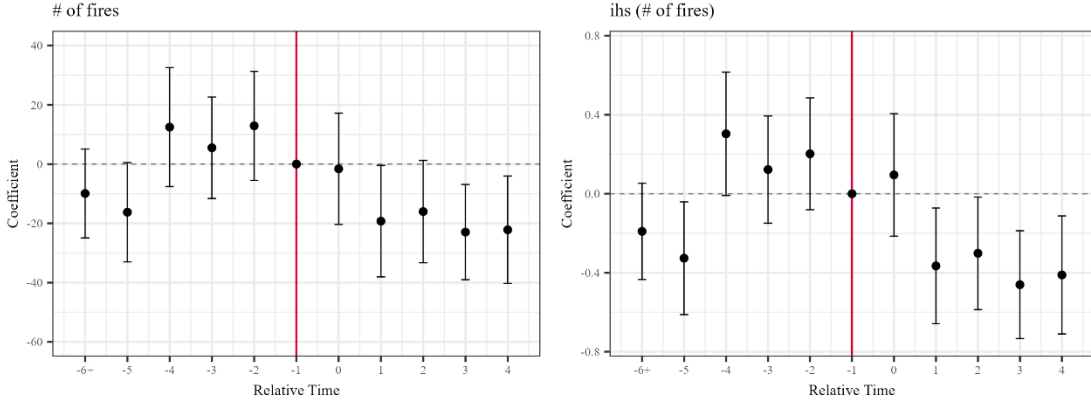 # of fires
40
20
0
-20
-40
-60
Coefficient
-6+ -5 -4 -3 -2 -1 0 1 2 3 4
Relative Time
ihs (# of fires)
0.8
0.4
0.0
-0.4
-0.8
Coefficient
-6+ -5 -4 -3 -2 -1 0 1 2 3 4
Relative Time